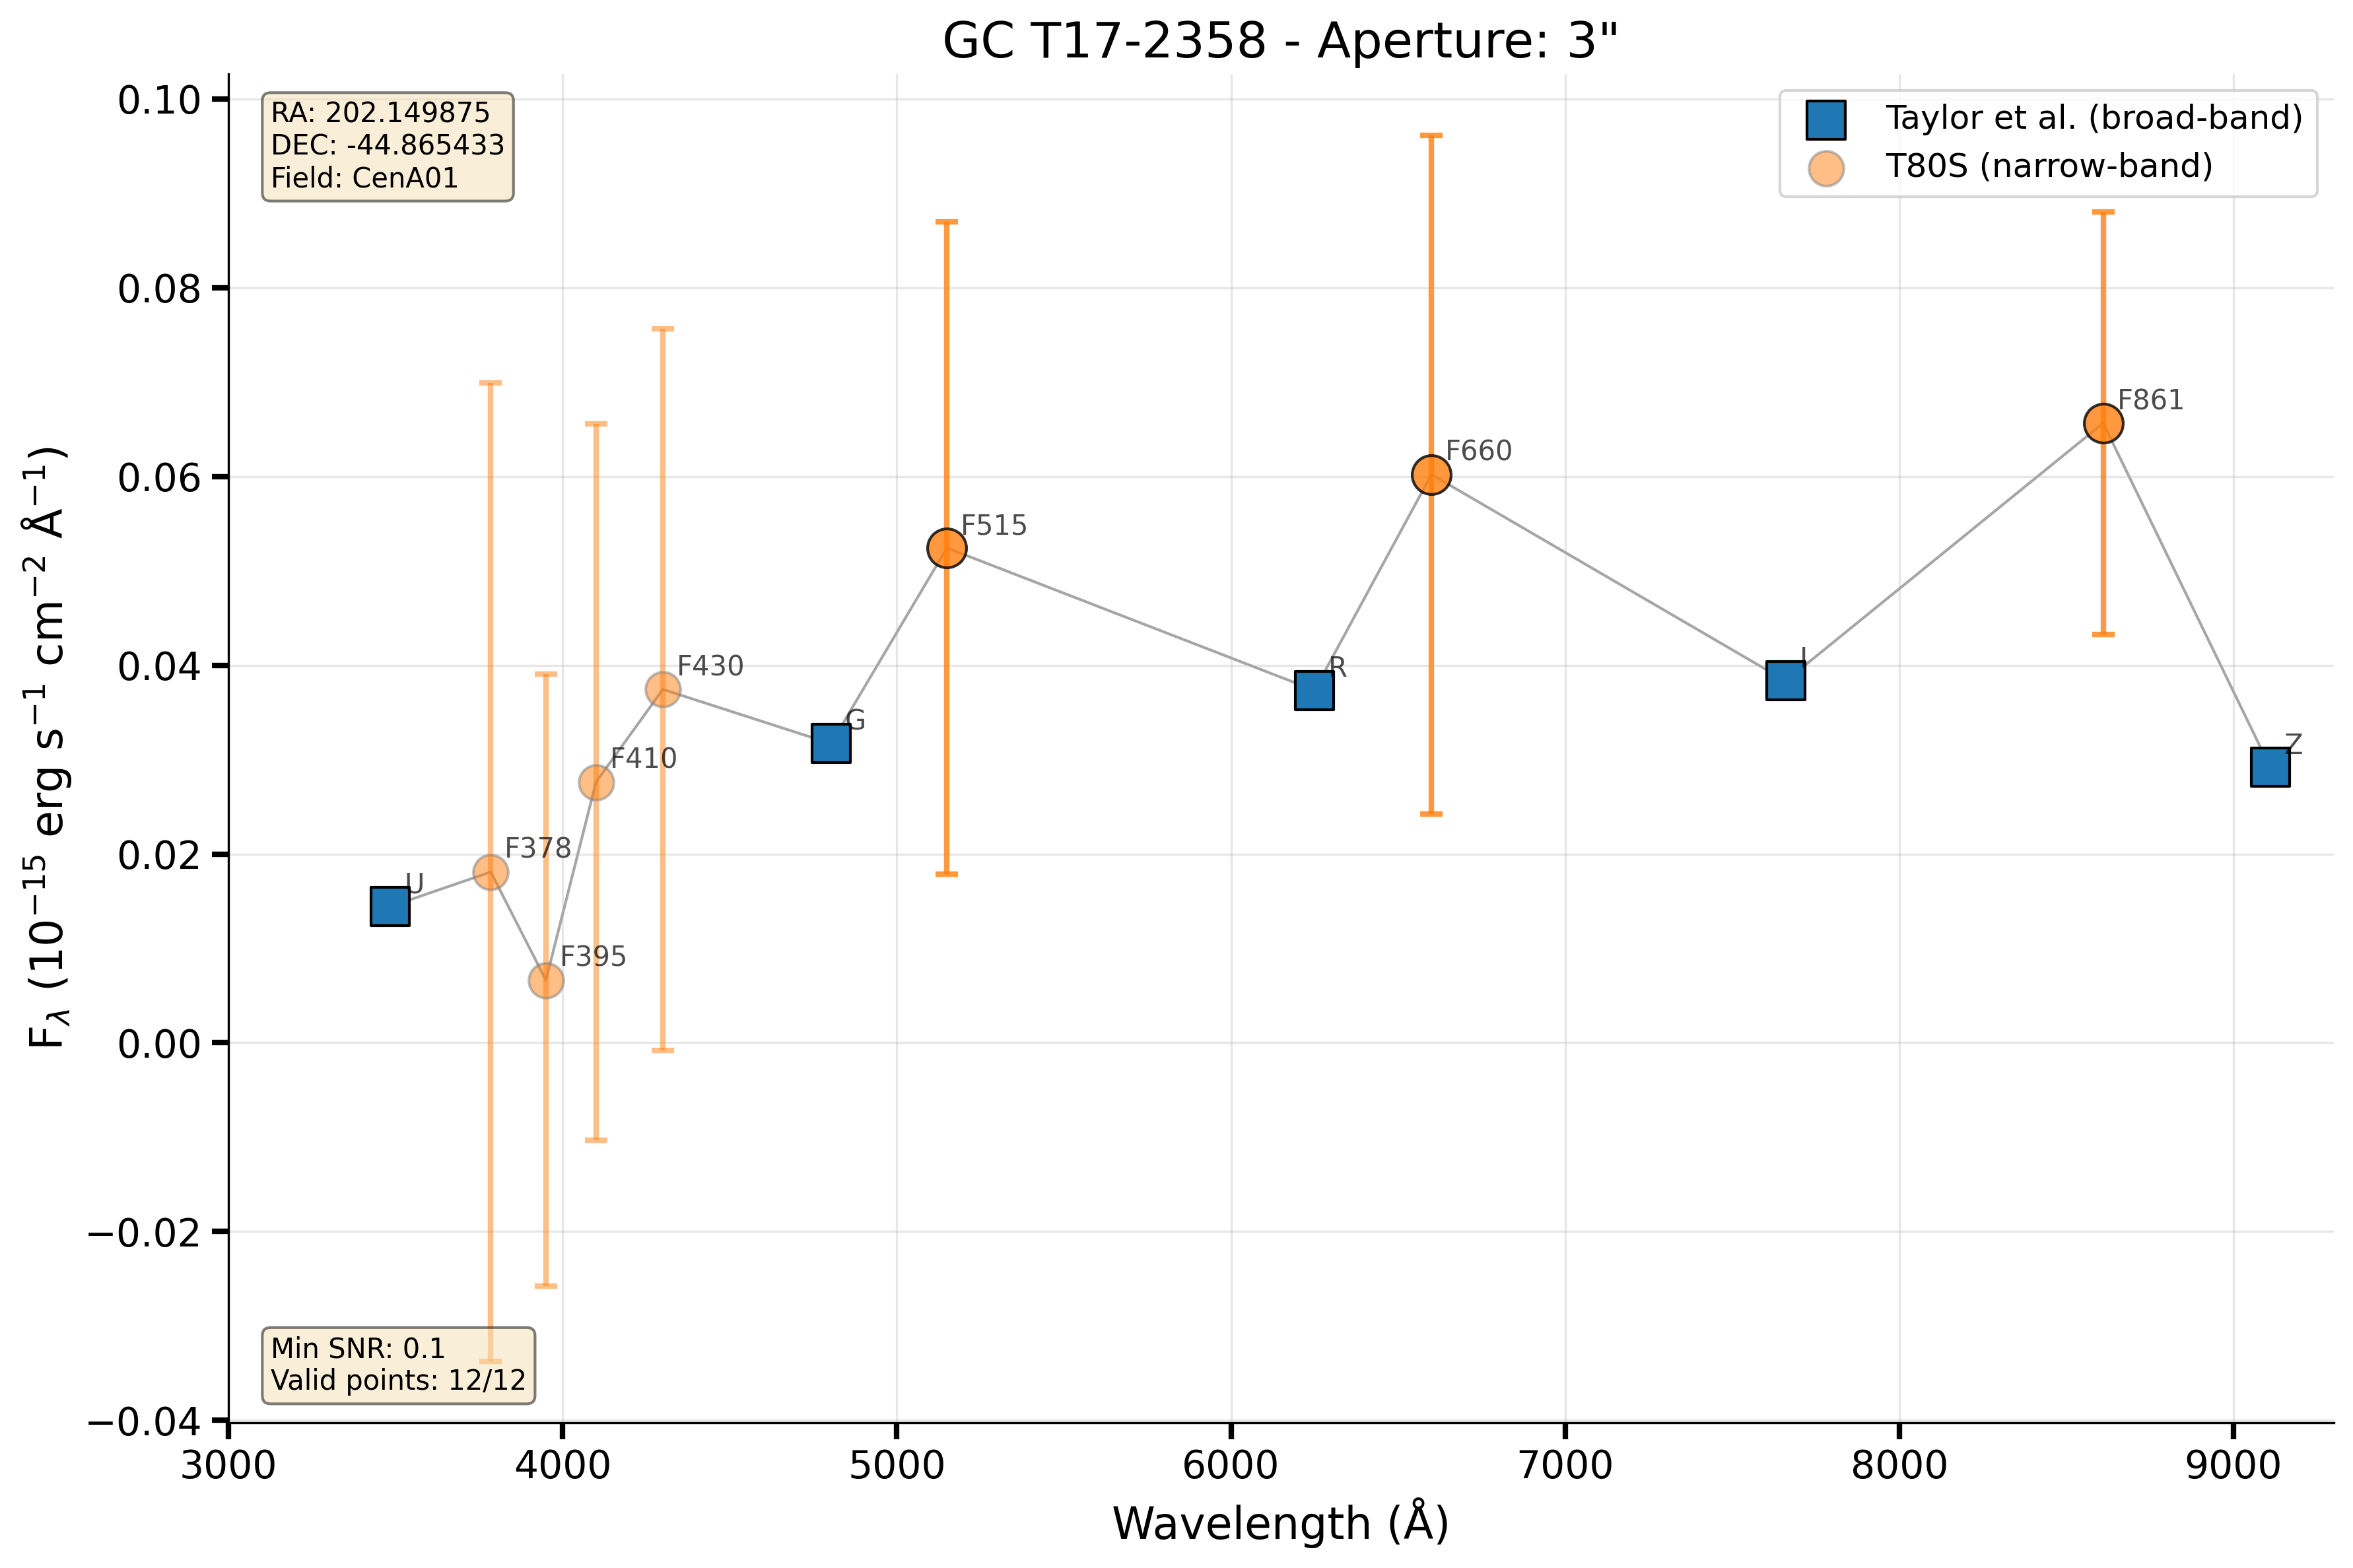 GC T17-2358 - Aperture: 3"
RA: 202.149875
DEC: -44.865433
Field: CenA01
Taylor et al. (broad-band)
T80S (narrow-band)
0.10
0.08
0.06
0.04
0.02
0.00
−0.02
−0.04
F_λ (10⁻¹⁵ erg s⁻¹ cm⁻² Å⁻¹)
U
F378
F395
F410
F430
G
F515
R
F660
I
F861
Z
Min SNR: 0.1
Valid points: 12/12
3000 4000 5000 6000 7000 8000 9000
Wavelength (Å)